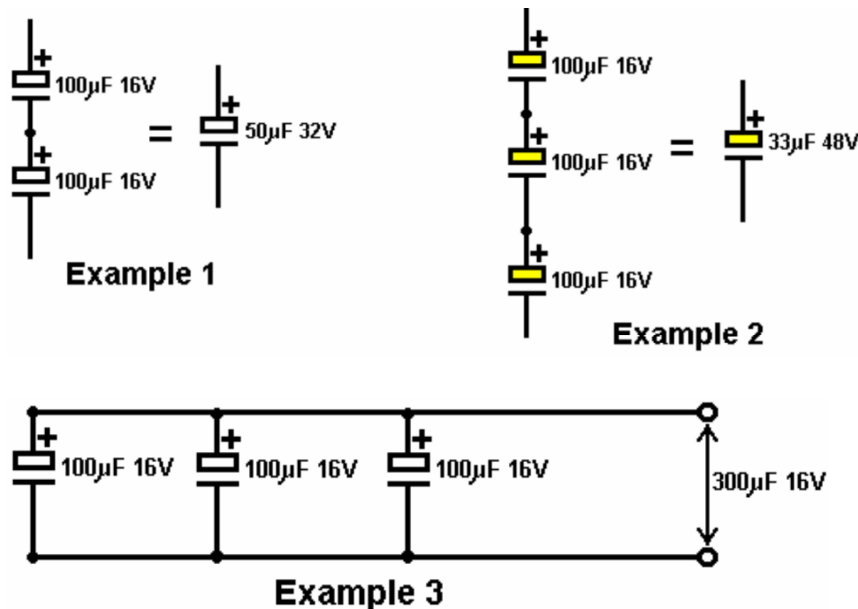 +
100µF 16V
+
100µF 16V
=
+
50µF 32V
Example 1
+
100µF 16V
+
100µF 16V
+
100µF 16V
=
+
33µF 48V
Example 2
+
100µF 16V
+
100µF 16V
+
100µF 16V
300µF 16V
Example 3